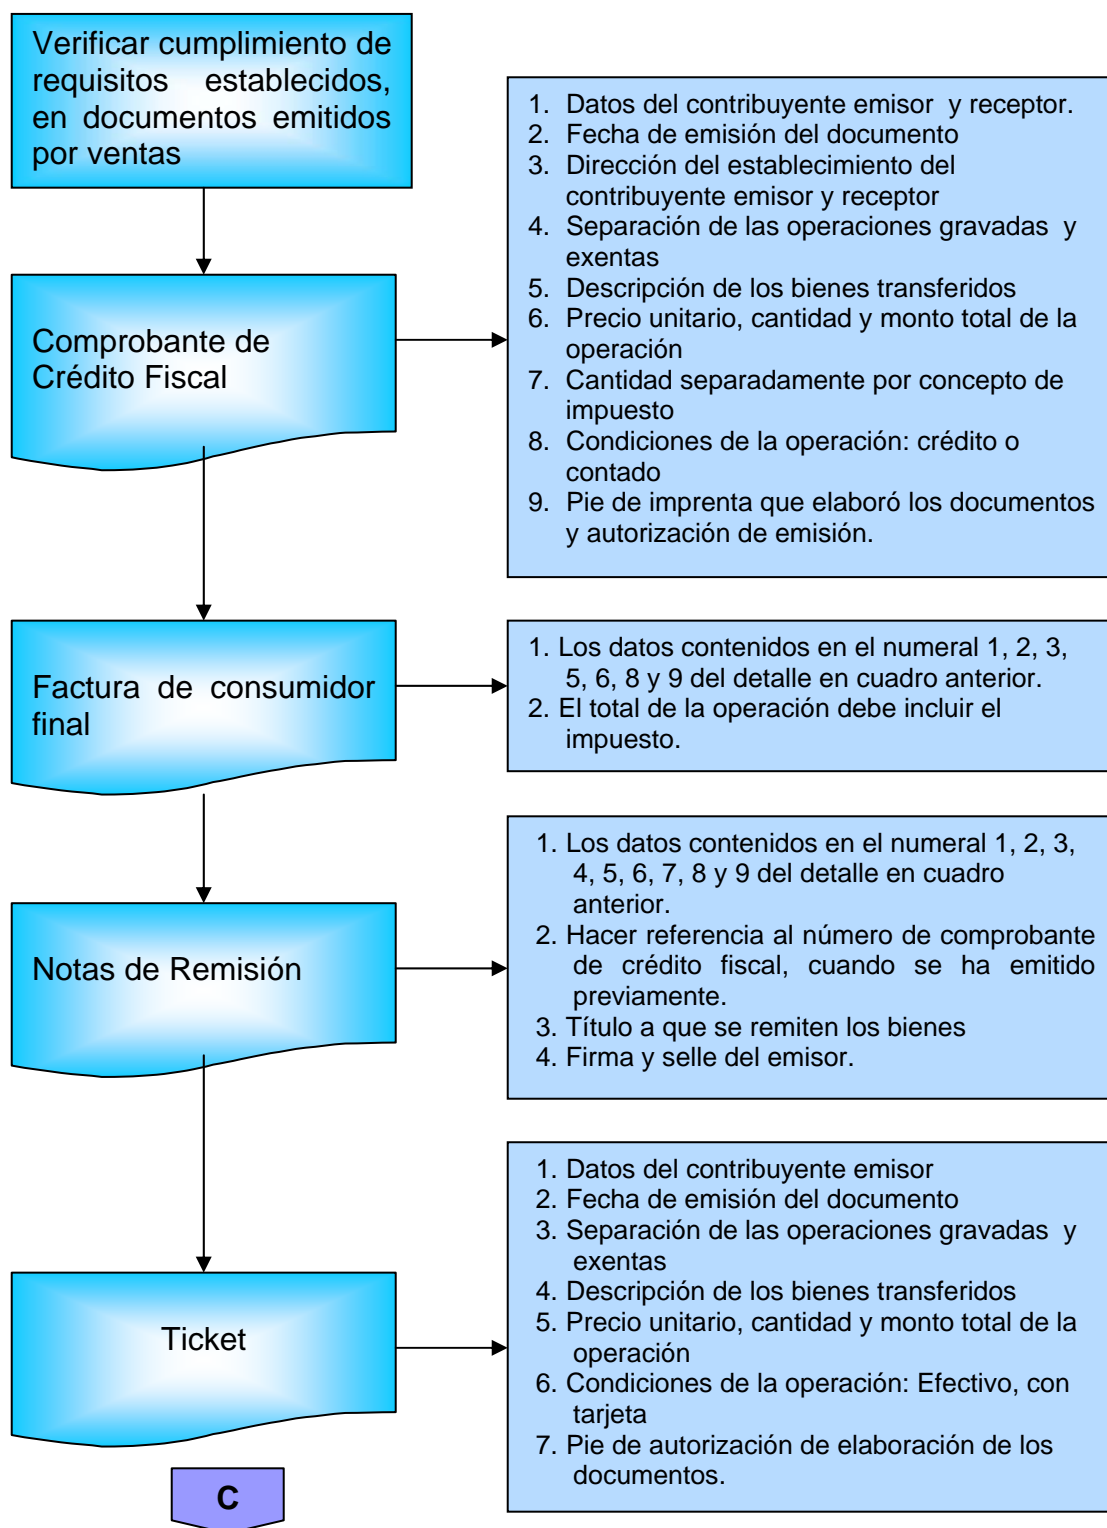 Verificar cumplimiento de
requisitos establecidos,
en documentos emitidos
por ventas
1. Datos del contribuyente emisor y receptor.
2. Fecha de emisión del documento
3. Dirección del establecimiento del
contribuyente emisor y receptor
4. Separación de las operaciones gravadas y
exentas
5. Descripción de los bienes transferidos
6. Precio unitario, cantidad y monto total de la
operación
7. Cantidad separadamente por concepto de
impuesto
8. Condiciones de la operación: crédito o
contado
9. Pie de imprenta que elaboró los documentos
y autorización de emisión.
Comprobante de
Crédito Fiscal
Factura de consumidor
final
1. Los datos contenidos en el numeral 1, 2, 3,
5, 6, 8 y 9 del detalle en cuadro anterior.
2. El total de la operación debe incluir el
impuesto.
Notas de Remisión
1. Los datos contenidos en el numeral 1, 2, 3,
4, 5, 6, 7, 8 y 9 del detalle en cuadro
anterior.
2. Hacer referencia al número de comprobante
de crédito fiscal, cuando se ha emitido
previamente.
3. Título a que se remiten los bienes
4. Firma y selle del emisor.
Ticket
1. Datos del contribuyente emisor
2. Fecha de emisión del documento
3. Separación de las operaciones gravadas y
exentas
4. Descripción de los bienes transferidos
5. Precio unitario, cantidad y monto total de la
operación
6. Condiciones de la operación: Efectivo, con
tarjeta
7. Pie de autorización de elaboración de los
documentos.
C